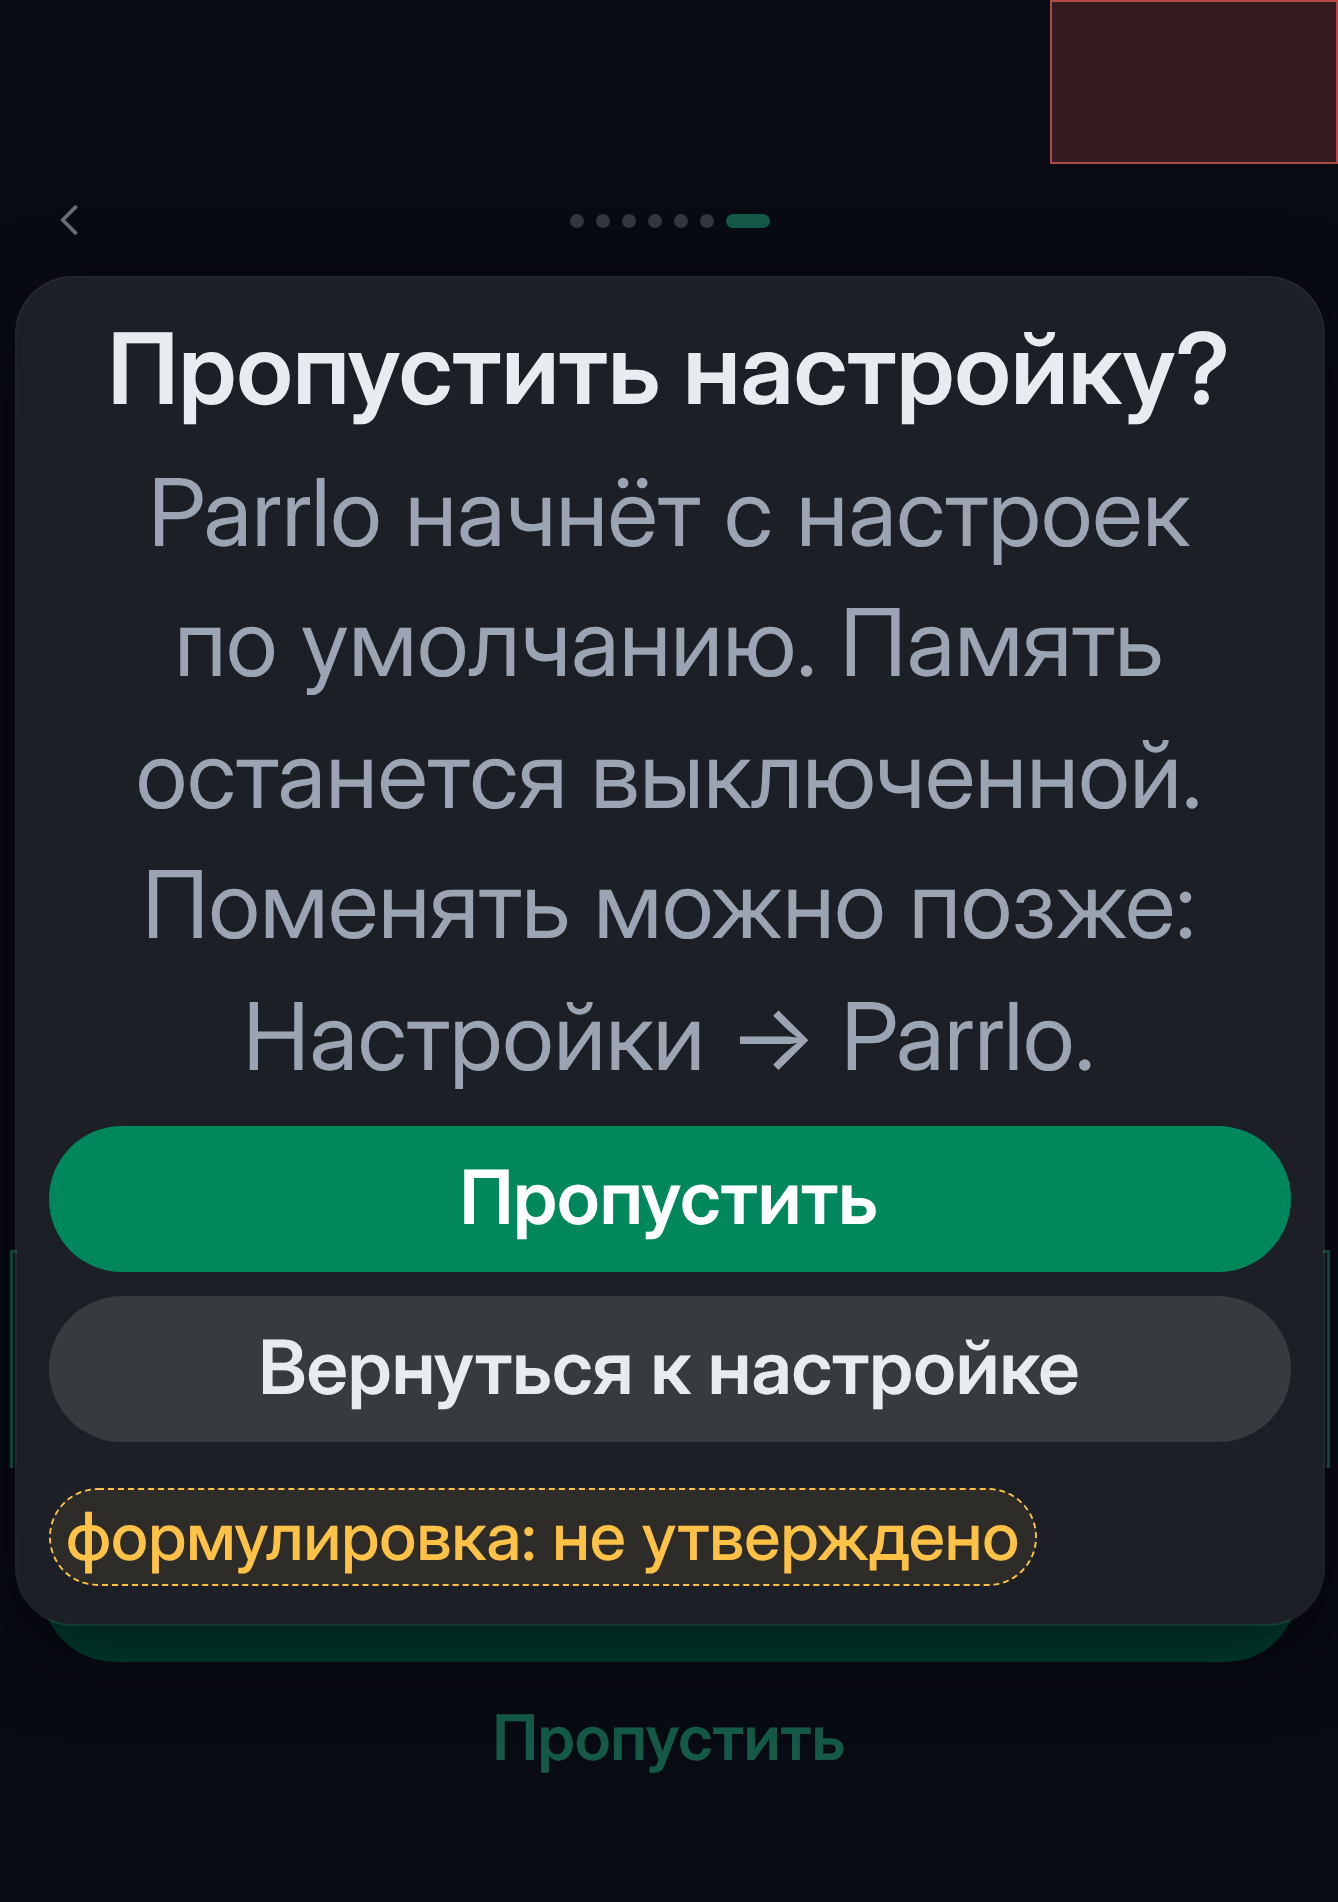 Пропустить настройку?
Parrlo начнёт с настроек
по умолчанию. Память
останется выключенной.
Поменять можно позже:
Настройки → Parrlo.
Пропустить
Вернуться к настройке
формулировка: не утверждено
Пропустить